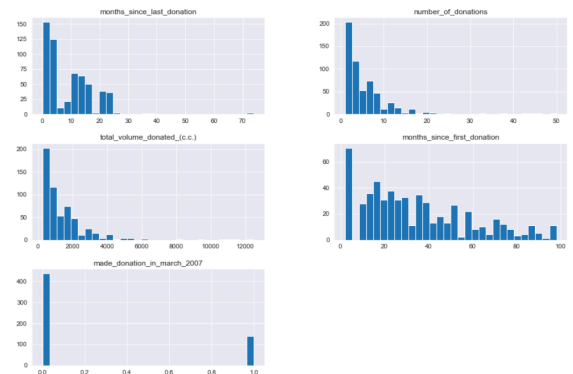 months_since_last_donation
150
125
100
75
50
25
0
0 10 20 30 40 50 60 70
number_of_donations
200
150
100
50
0
0 10 20 30 40 50
total_volume_donated_(c.c.)
200
150
100
50
0
0 2000 4000 6000 8000 10000 12000
months_since_first_donation
60
40
20
0
0 20 40 60 80 100
made_donation_in_march_2007
400
300
200
100
0
0.0 0.2 0.4 0.6 0.8 1.0